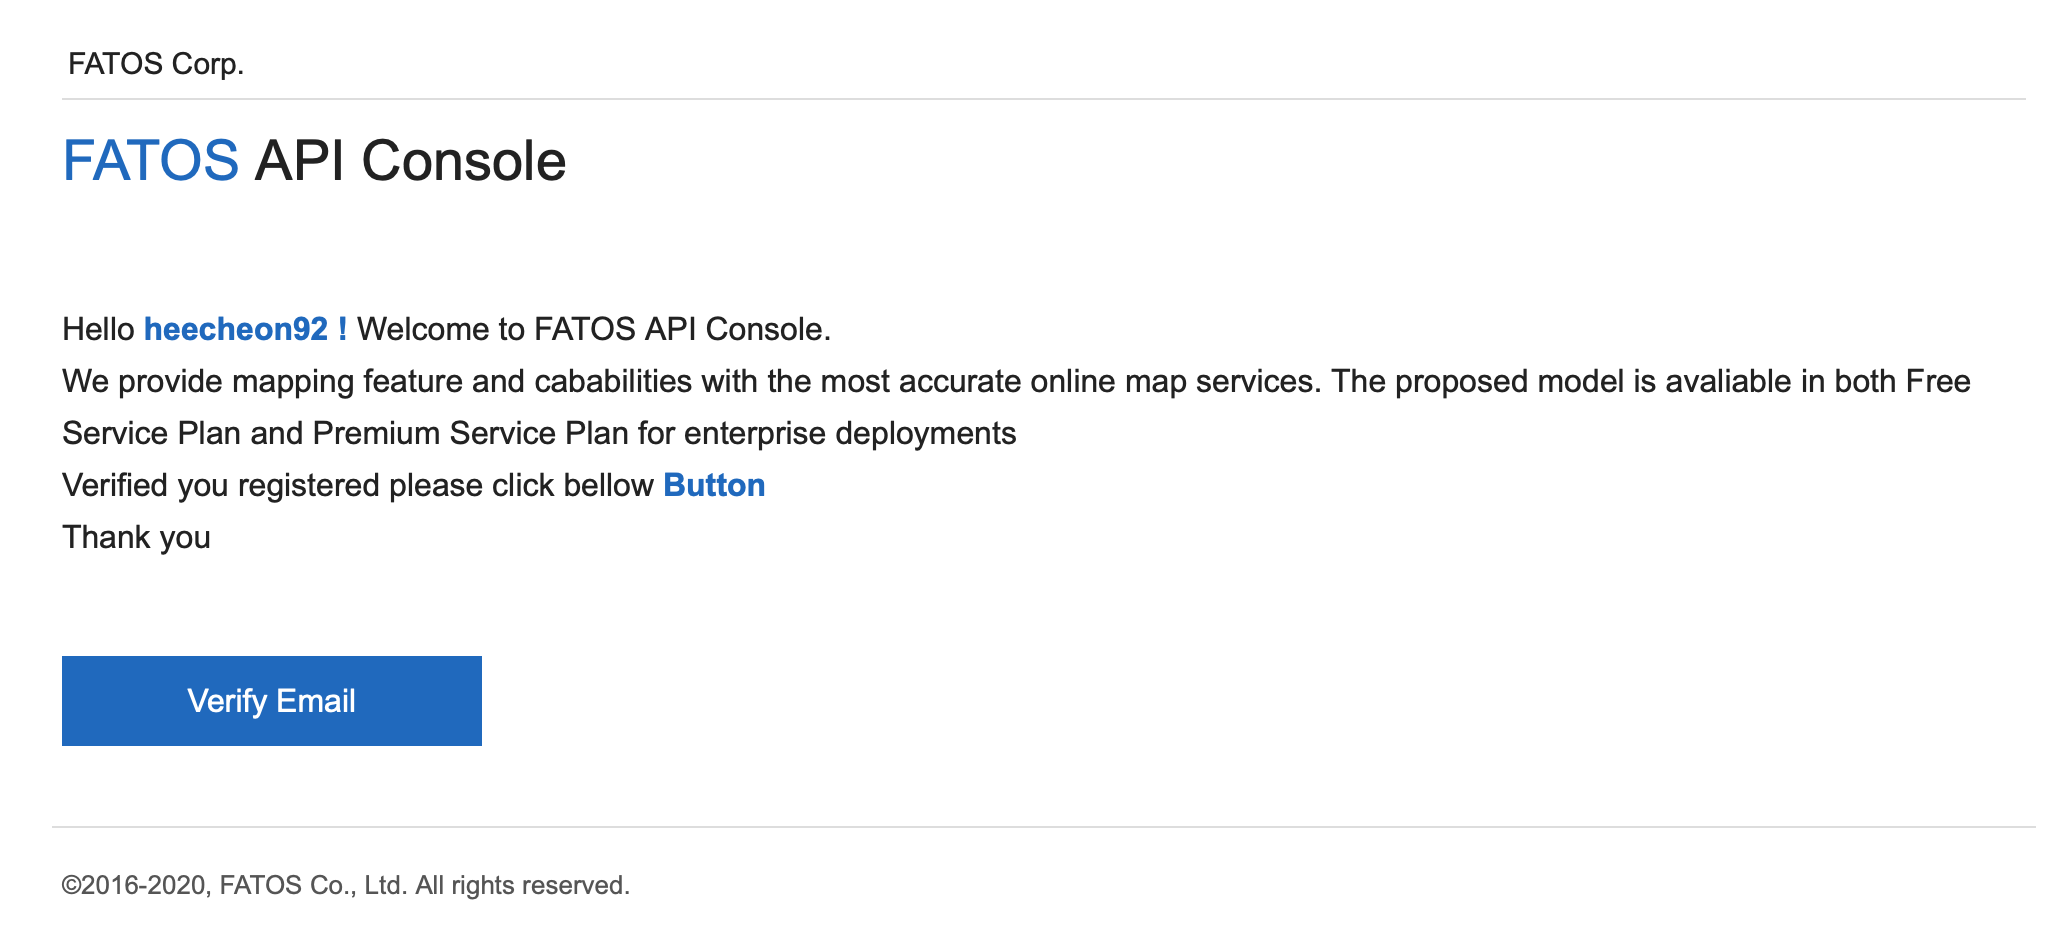 FATOS Corp.
FATOS API Console
Hello heecheon92 ! Welcome to FATOS API Console.
We provide mapping feature and cababilities with the most accurate online map services. The proposed model is avaliable in both Free
Service Plan and Premium Service Plan for enterprise deployments
Verified you registered please click bellow Button
Thank you
Verify Email
©2016-2020, FATOS Co., Ltd. All rights reserved.